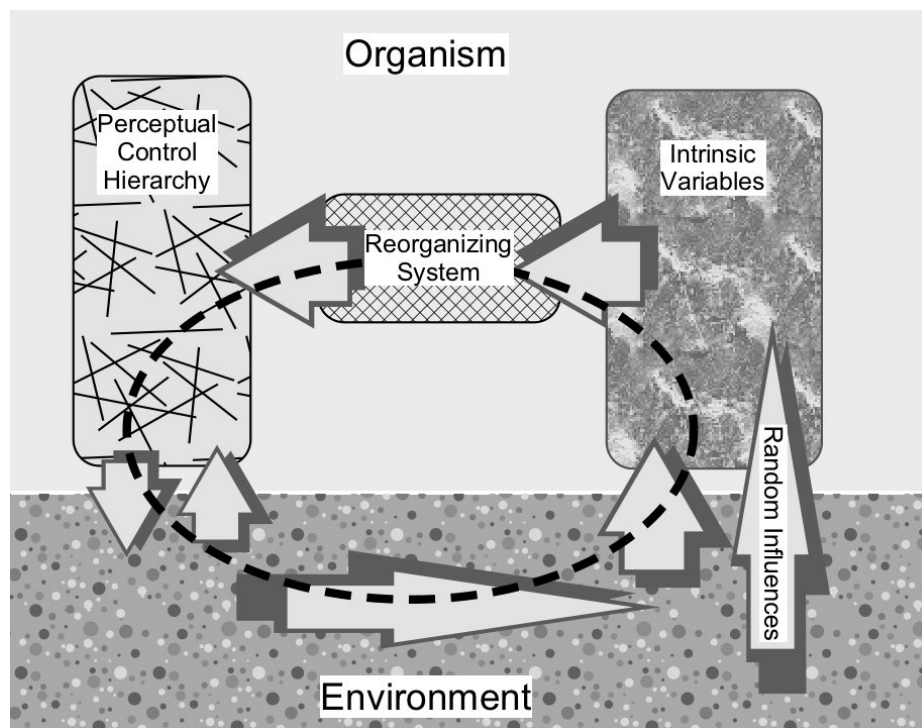 Organism
Perceptual
Control
Hierarchy
Intrinsic
Variables
Reorganizing
System
Random Influences
Environment